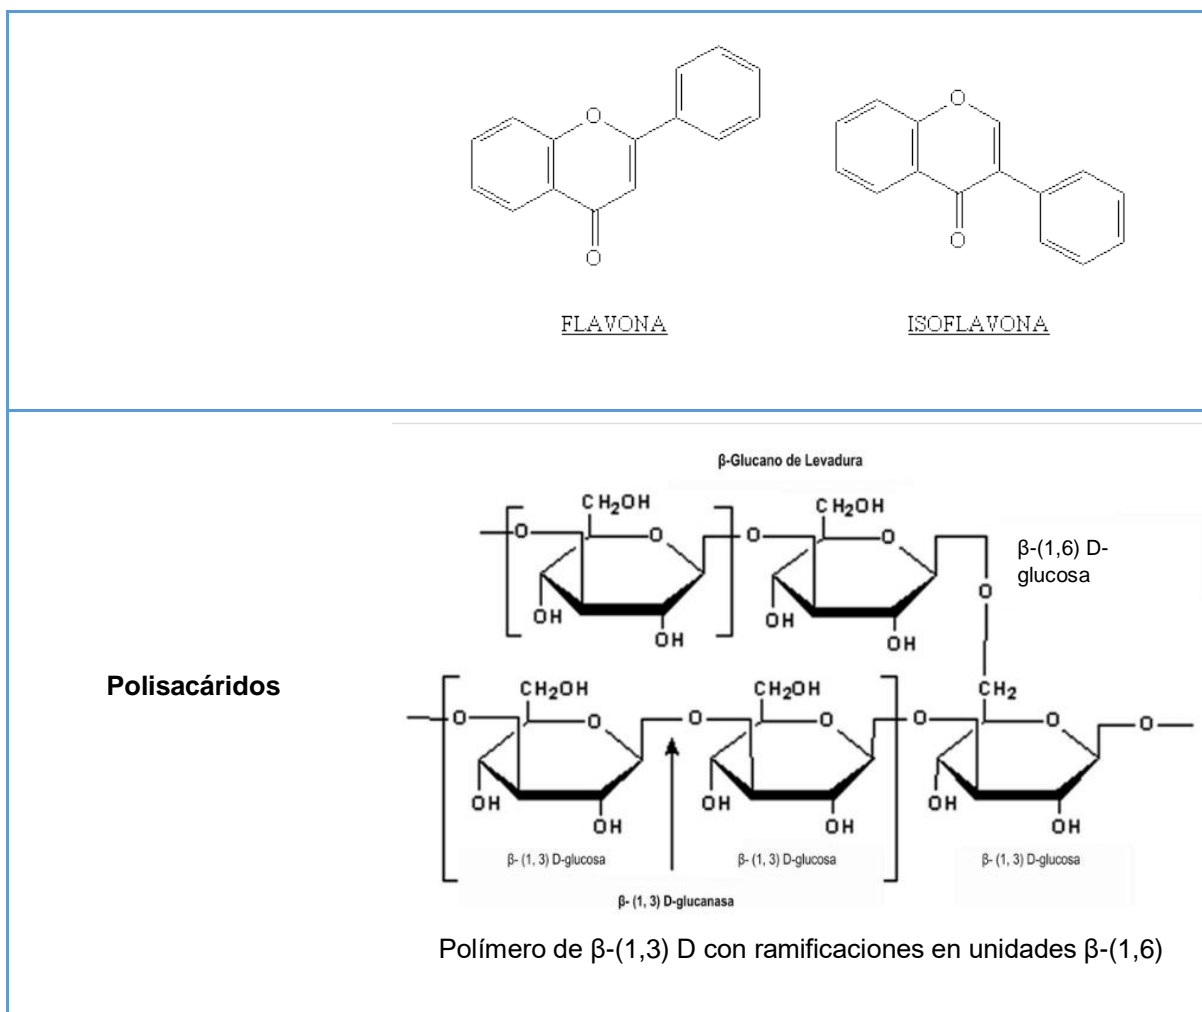 O
O
FLAVONA
O
O
ISOFLAVONA
Polisacáridos
β-Glucano de Levadura
CH2OH
CH2OH
O
O
O
O
O
β-(1,6) D-
glucosa
O
OH
OH
OH
OH
CH2OH
CH2OH
CH2
O
O
O
O
O
O
O
OH
OH
OH
OH
OH
OH
β- (1, 3) D-glucosa
β- (1, 3) D-glucosa
β- (1, 3) D-glucosa
β- (1, 3) D-glucanasa
Polímero de β-(1,3) D con ramificaciones en unidades β-(1,6)